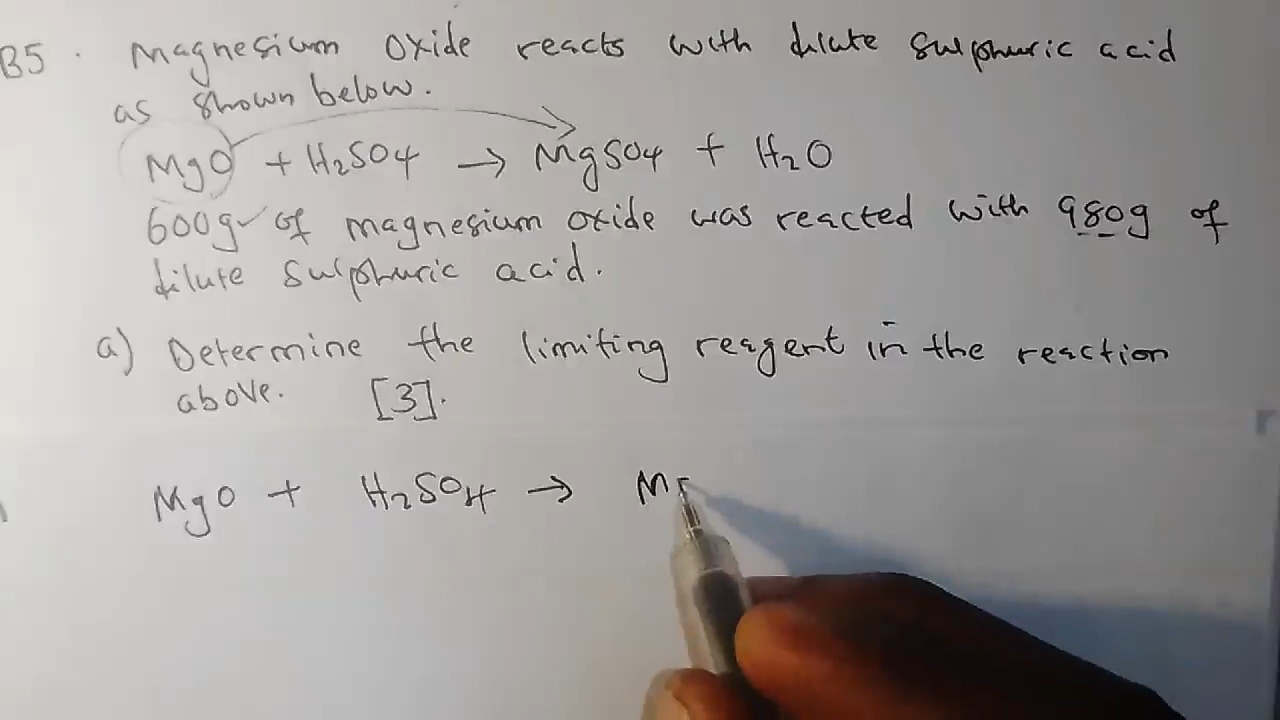 B5. Magnesium Oxide reacts with dilute sulphuric acid
as shown below.
MgO + H₂SO4 → MgSO4 + H₂O
600g of magnesium oxide was reacted with 980g of
dilute sulphuric acid.
a) Determine the limiting reagent in the reaction
above. [3].
MgO + H₂SO4 → M